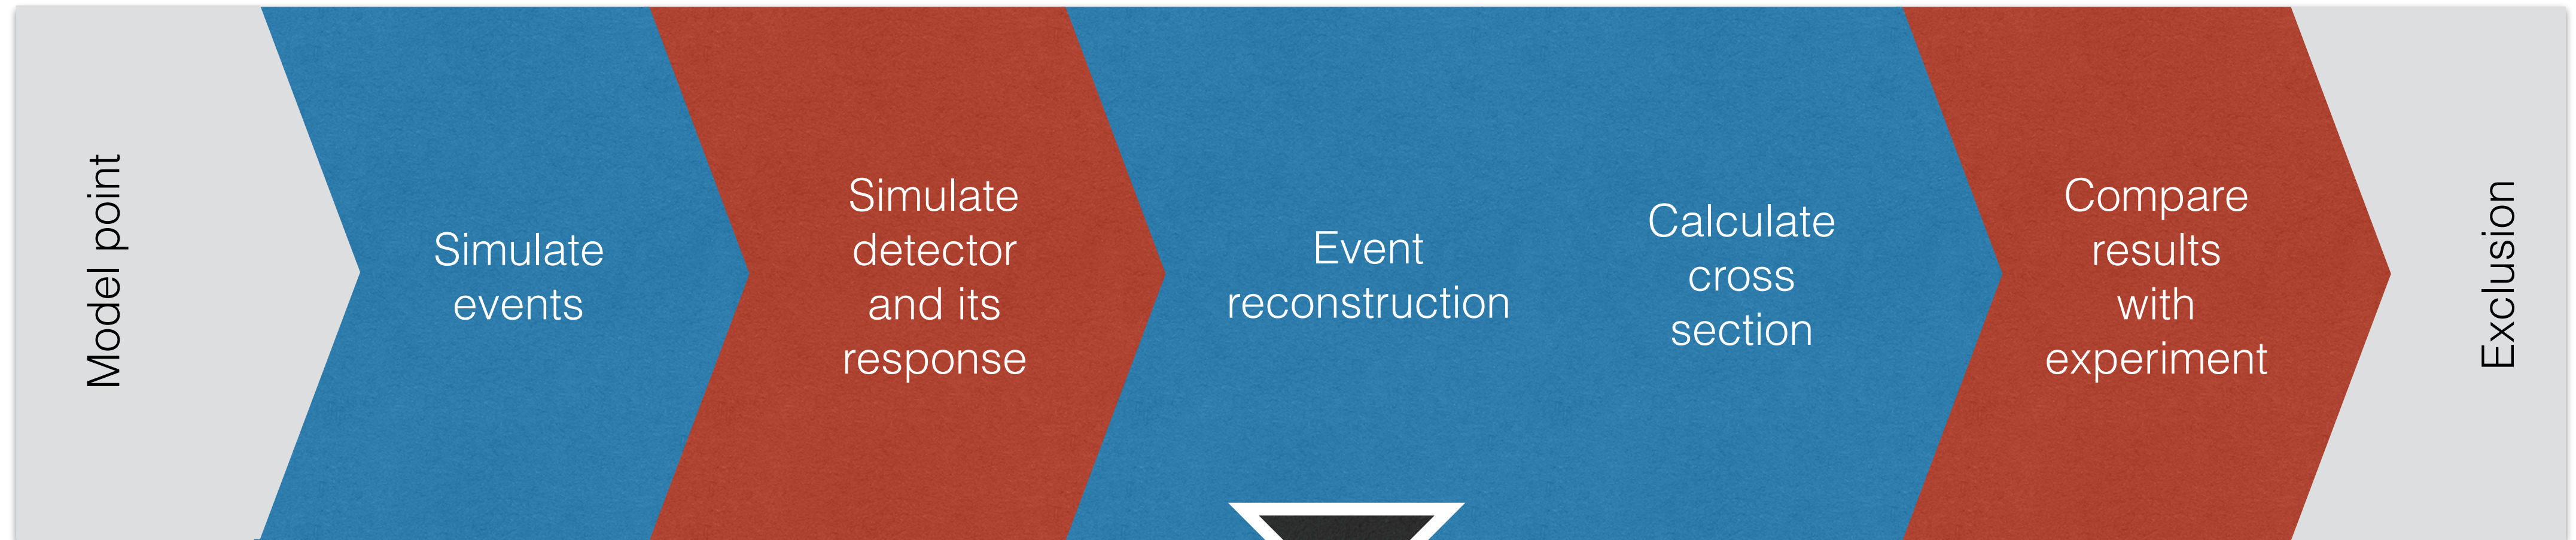 Model point
Simulate
events
Simulate
detector
and its
response
Event
reconstruction
Calculate
cross
section
Compare
results
with
experiment
Exclusion